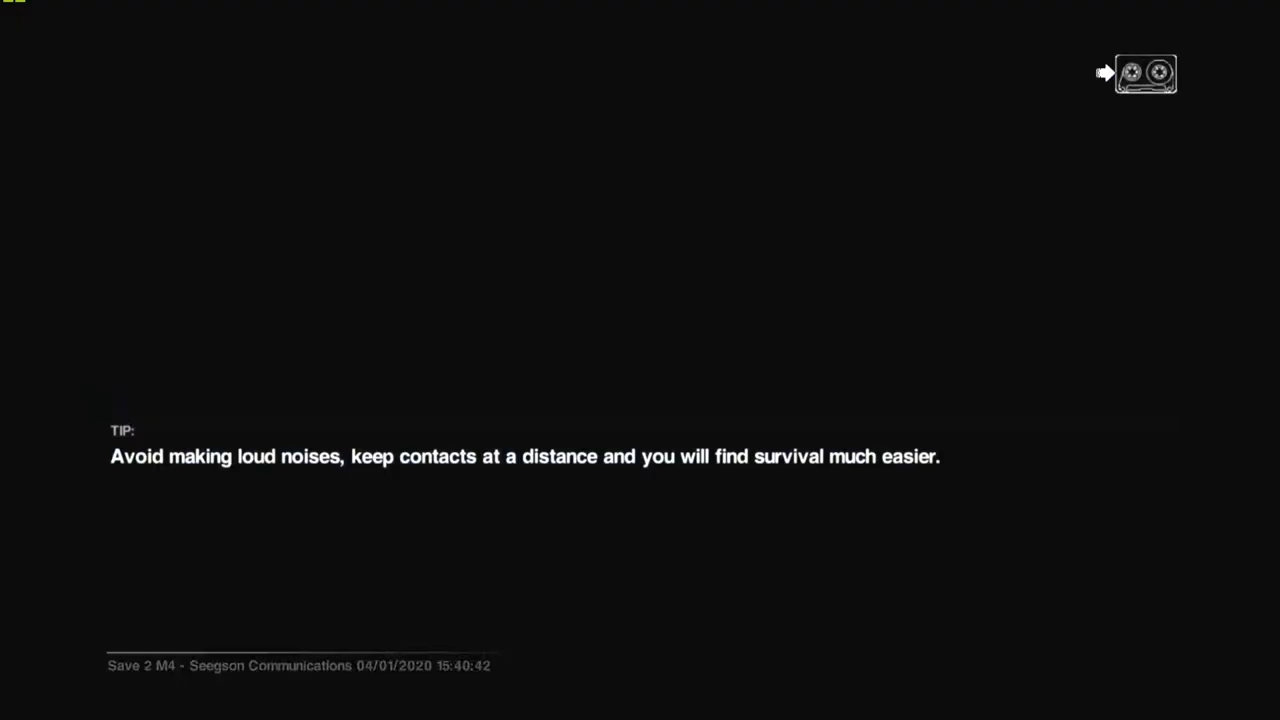 TIP:
Avoid making loud noises, keep contacts at a distance and you will find survival much easier.
Save 2 M4 - Seegson Communications 04/01/2020 15:40:42